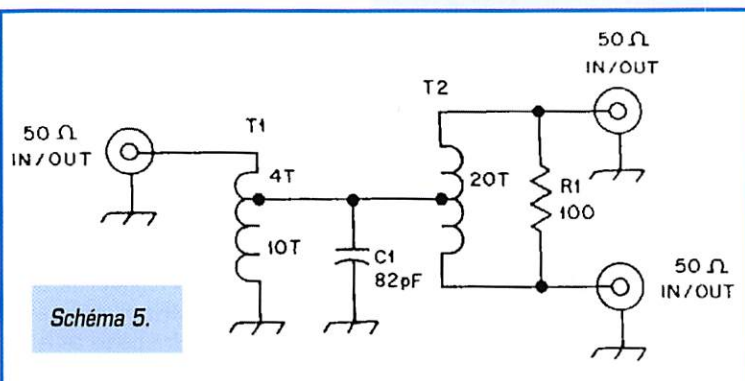 50 Ω
IN/OUT
T1
4T
10T
C1
82pF
T2
20T
R1
100
50 Ω
IN/OUT
50 Ω
IN/OUT
Schéma 5.